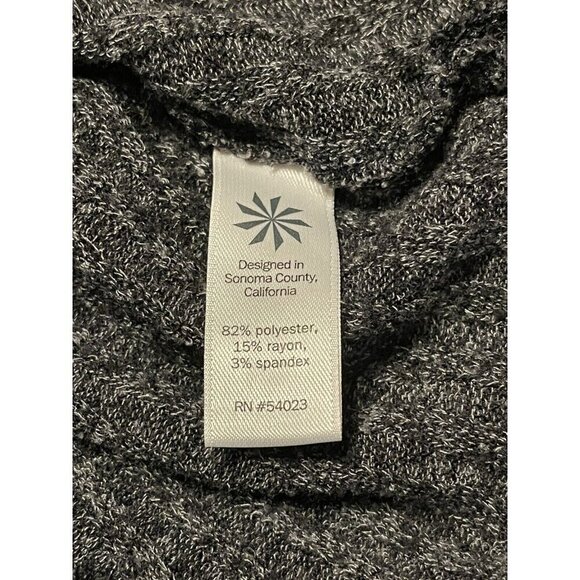 Designed in
Sonoma County,
California
82% polyester,
15% rayon,
3% spandex
RN #54023